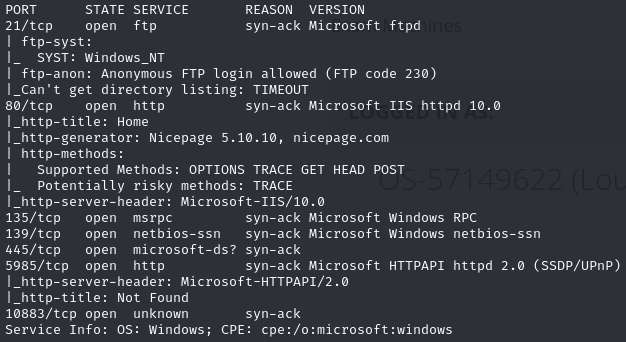 PORT      STATE SERVICE       REASON  VERSION
21/tcp    open  ftp           syn-ack Microsoft ftpd
| ftp-syst:
|_  SYST: Windows_NT
| ftp-anon: Anonymous FTP login allowed (FTP code 230)
|_Can't get directory listing: TIMEOUT
80/tcp    open  http          syn-ack Microsoft IIS httpd 10.0
|_http-title: Home
|_http-generator: Nicepage 5.10.10, nicepage.com
| http-methods:
|   Supported Methods: OPTIONS TRACE GET HEAD POST
|_  Potentially risky methods: TRACE
|_http-server-header: Microsoft-IIS/10.0
135/tcp   open  msrpc         syn-ack Microsoft Windows RPC
139/tcp   open  netbios-ssn   syn-ack Microsoft Windows netbios-ssn
445/tcp   open  microsoft-ds? syn-ack
5985/tcp  open  http          syn-ack Microsoft HTTPAPI httpd 2.0 (SSDP/UPnP)
|_http-server-header: Microsoft-HTTPAPI/2.0
|_http-title: Not Found
10883/tcp open  unknown       syn-ack
Service Info: OS: Windows; CPE: cpe:/o:microsoft:windows
LOGGED IN AS:
OS-57149622 (Lou